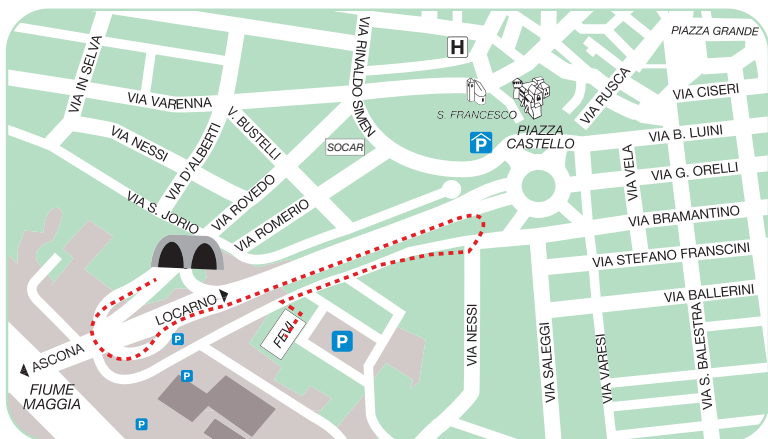 PIAZZA GRANDE
VIA IN SELVA
VIA RINALDO SIMEN
H
VIA VARENNA
VIA CISERI
VIA RUSCA
S. FRANCESCO
PIAZZA
CASTELLO
V. BUSTELLI
VIA NESSI
VIA D'ALBERTI
SOCAR
P
VIA B. LUINI
VIA VELA
VIA G. ORELLI
VIA S. JORIO
VIA ROVEDO
VIA ROMERIO
VIA BRAMANTINO
VIA STEFANO FRANSCINI
VIA BALLERINI
LOCARNO
FEVI
P
P
VIA NESSI
VIA SALEGGI
VIA VARESI
VIA S. BALESTRA
ASCONA
P
FIUME
MAGGIA
P